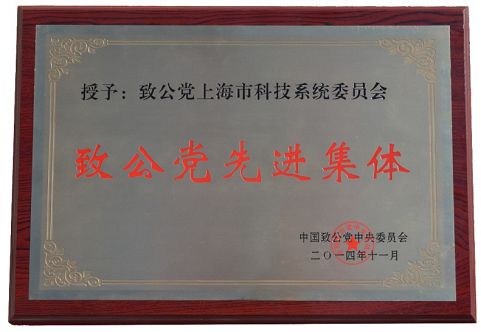 授予：致公党上海市科技系统委员会
致公党先进集体
中国致公党中央委员会
二〇一四年十一月